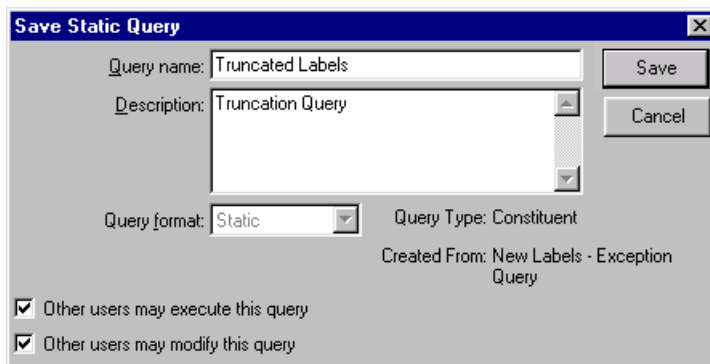 Save Static Query
Query name: Truncated Labels
Save
Description: Truncation Query
Cancel
Query format: Static
Query Type: Constituent
Created From: New Labels - Exception
Query
Other users may execute this query
Other users may modify this query